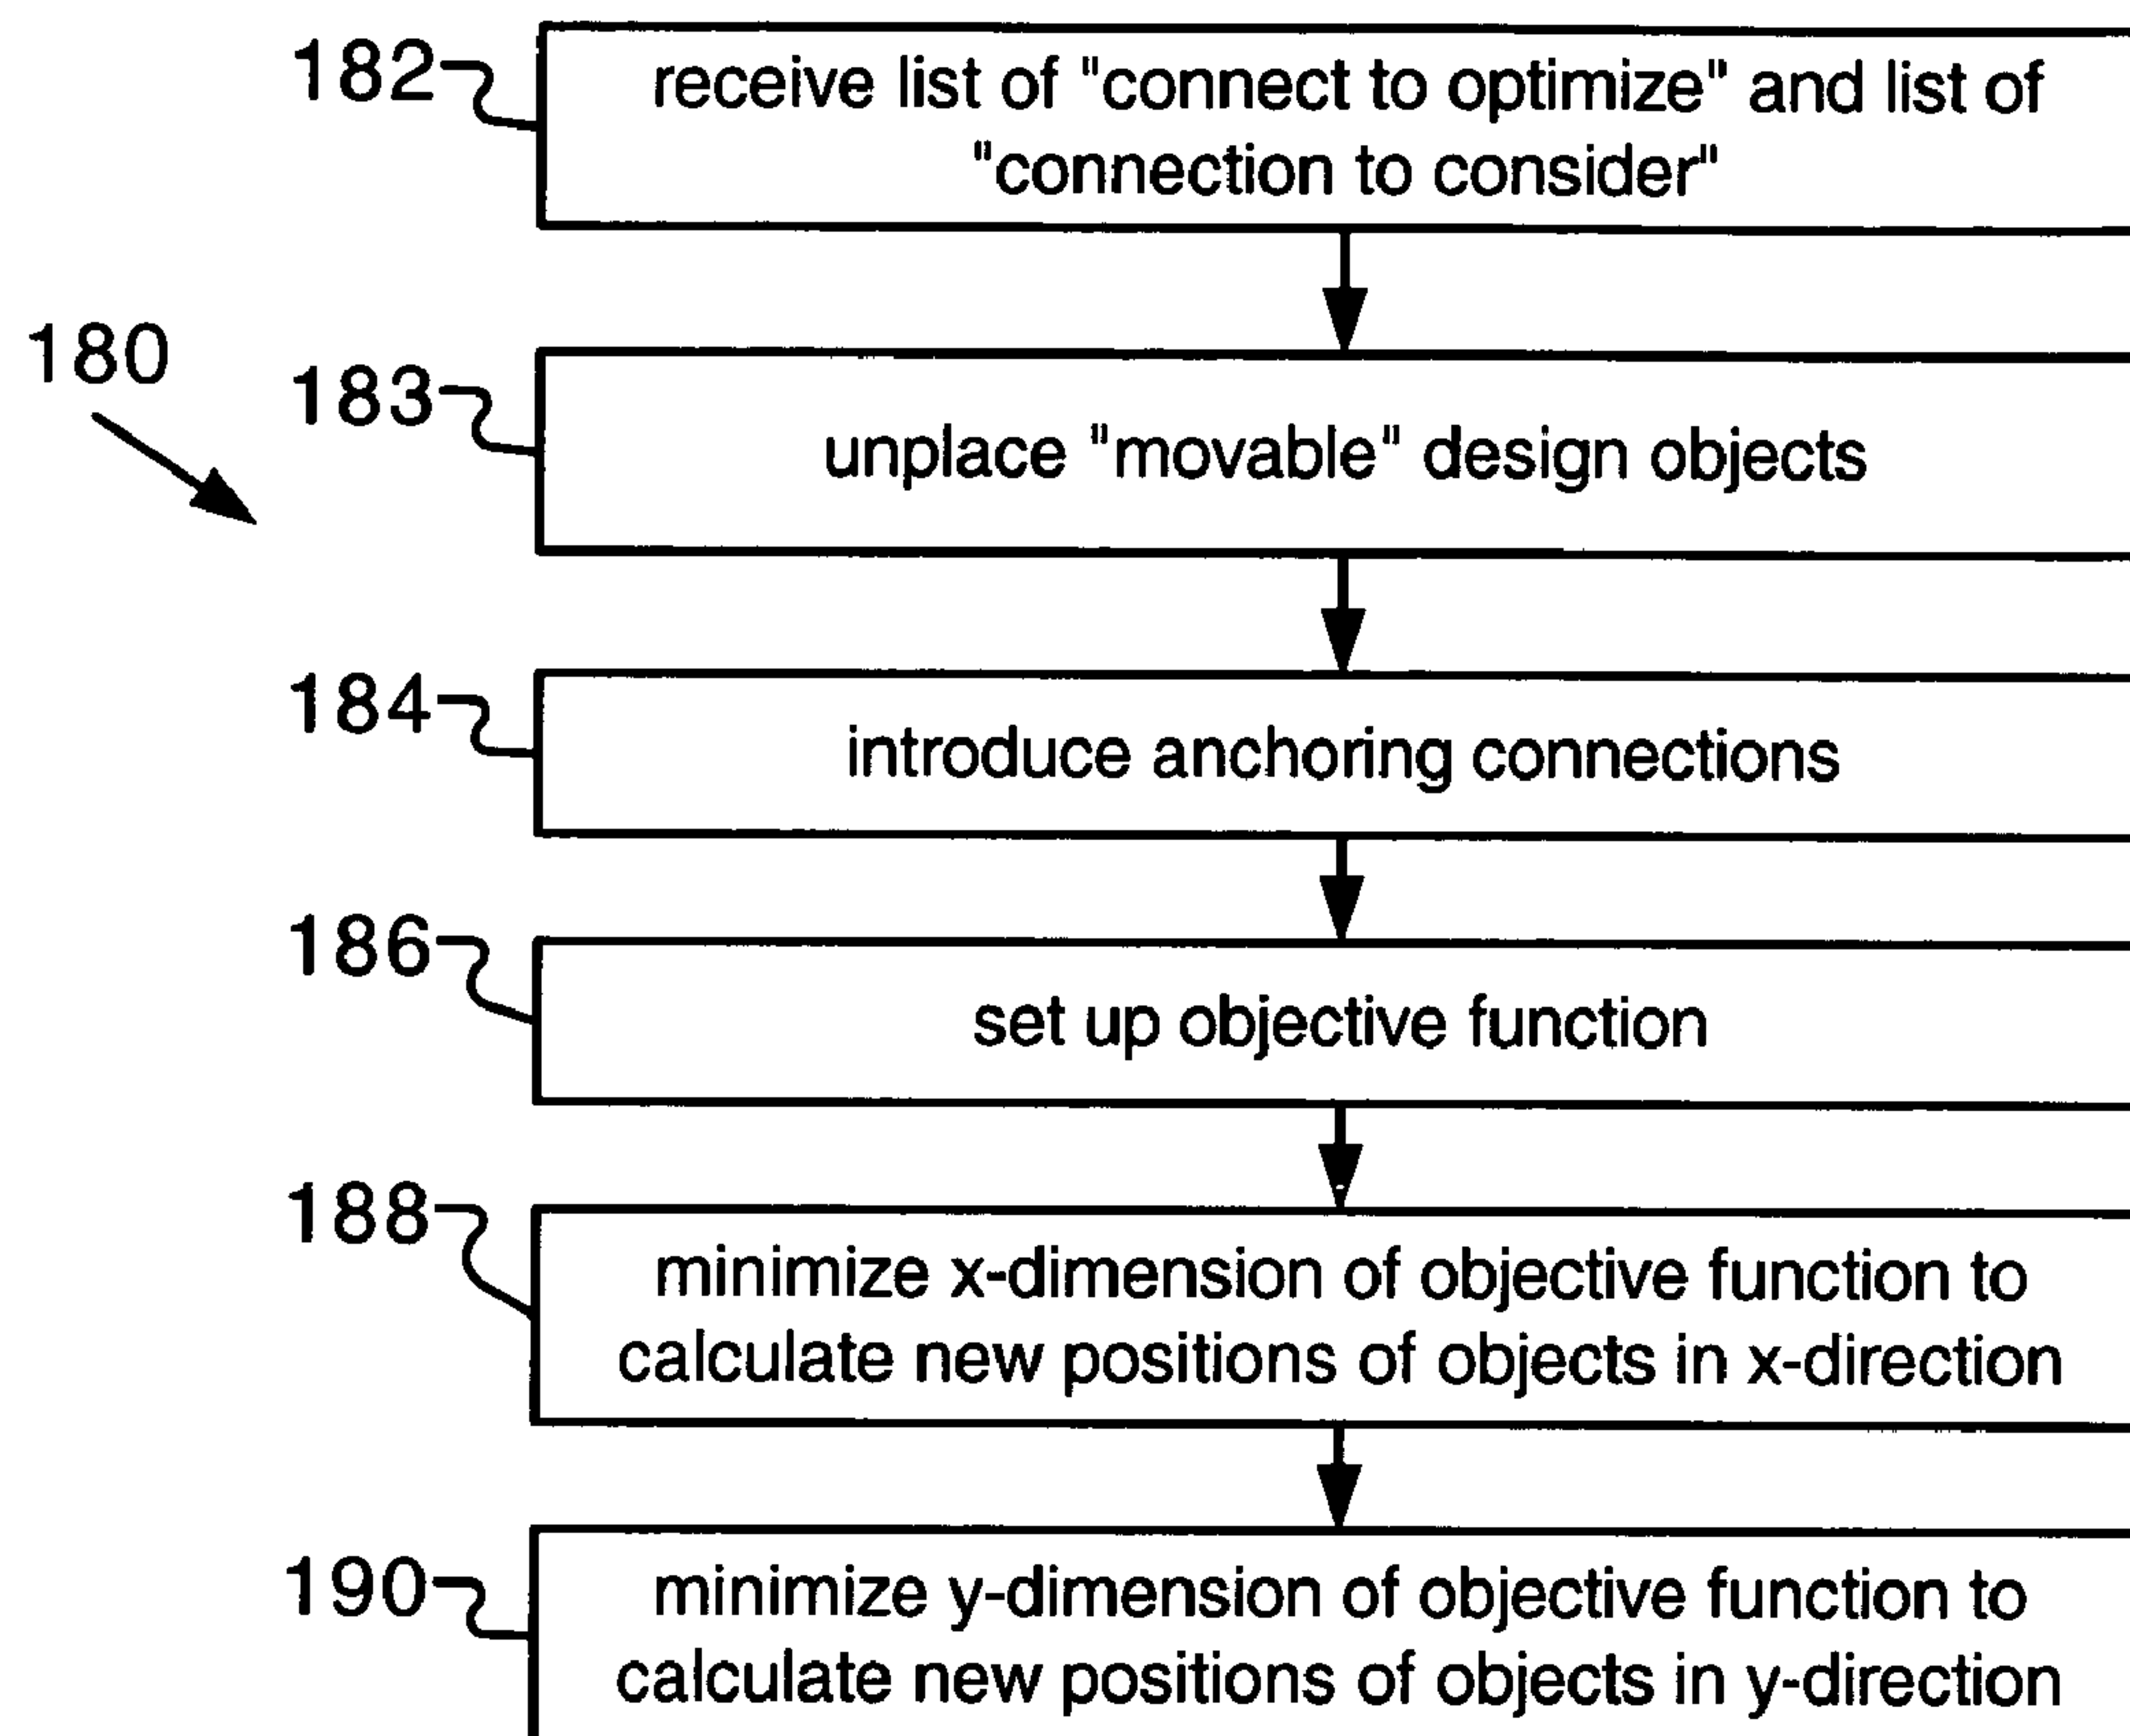 182
receive list of "connect to optimize" and list of
"connection to consider"
180
183
unplace "movable" design objects
184
introduce anchoring connections
186
set up objective function
188
minimize x-dimension of objective function to
calculate new positions of objects in x-direction
190
minimize y-dimension of objective function to
calculate new positions of objects in y-direction